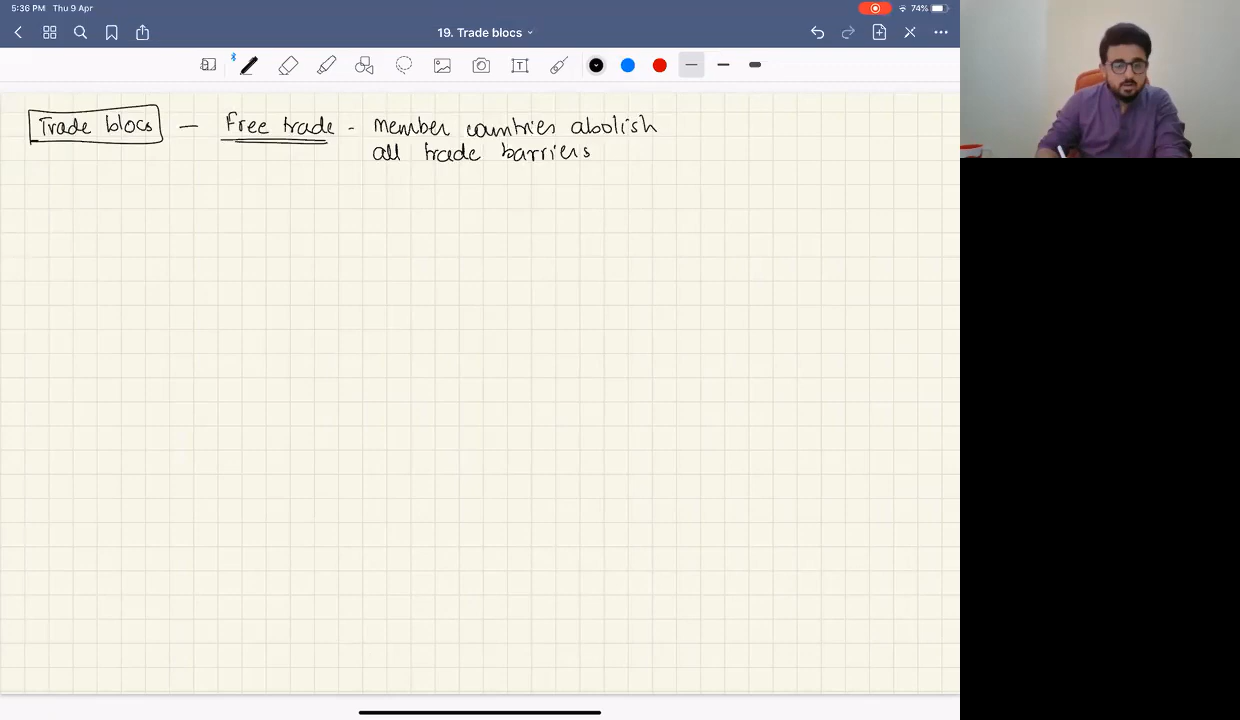 5:36 PM Thu 9 Apr
74%
19. Trade blocs
T
Trade blocs — Free trade - Member countries abolish
all trade barriers